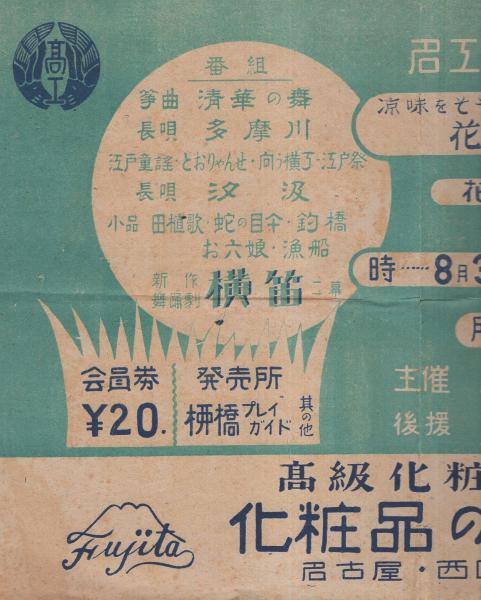 高
工
番組
箏曲 清華の舞
長唄 多摩川
江戸童謡・とおりゃんせ・向う横丁・江戸祭
長唄 汐汲
小品 田植歌・蛇の目傘・釣橋
お六娘・漁船
新作
舞踊劇 横笛 二幕
名工
涼味をそそ
花
花
時……8月3
主催
後援
会員券
¥20.
発売所
柳橋プレイガイド 其の他
高級化粧
化粧品の
名古屋・西
Fujita